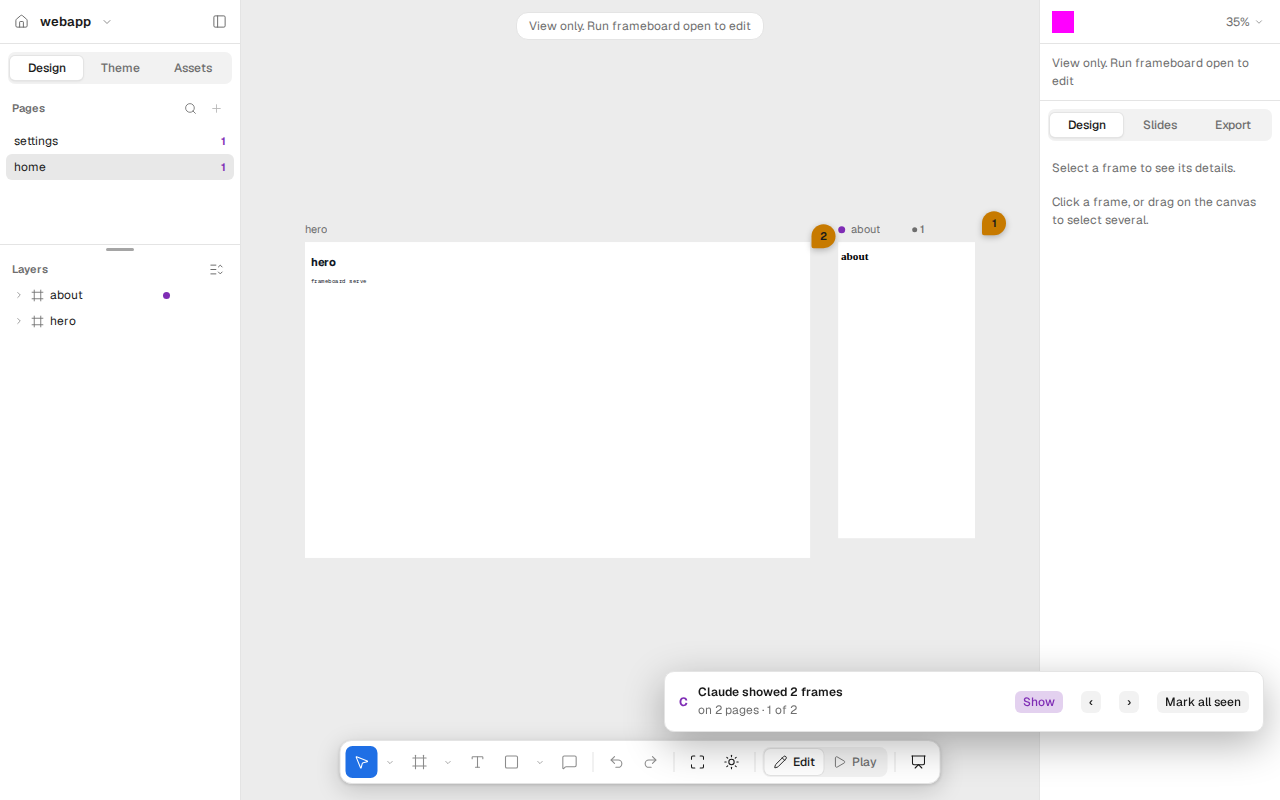 webapp
View only. Run frameboard open to edit
35%
View only. Run frameboard open to
edit
Design
Theme
Assets
Design
Slides
Export
Pages
settings
1
home
1
Select a frame to see its details.
Click a frame, or drag on the canvas
to select several.
hero
2
about
1
1
hero
frameboard serve
about
Layers
about
hero
C
Claude showed 2 frames
on 2 pages · 1 of 2
Show
‹
›
Mark all seen
Edit
Play